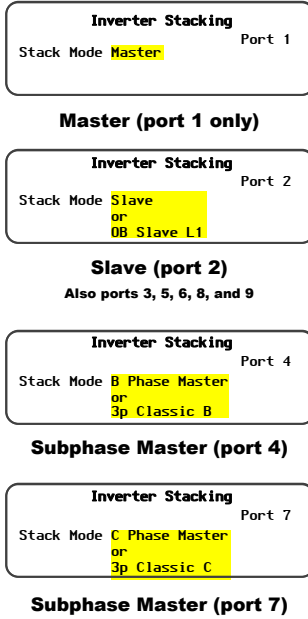 Inverter Stacking
Port 1
Stack Mode Master
Master (port 1 only)
Inverter Stacking
Port 2
Stack Mode Slave
or
OB Slave L1
Slave (port 2)
Also ports 3, 5, 6, 8, and 9
Inverter Stacking
Port 4
Stack Mode B Phase Master
or
3p Classic B
Subphase Master (port 4)
Inverter Stacking
Port 7
Stack Mode C Phase Master
or
3p Classic C
Subphase Master (port 7)